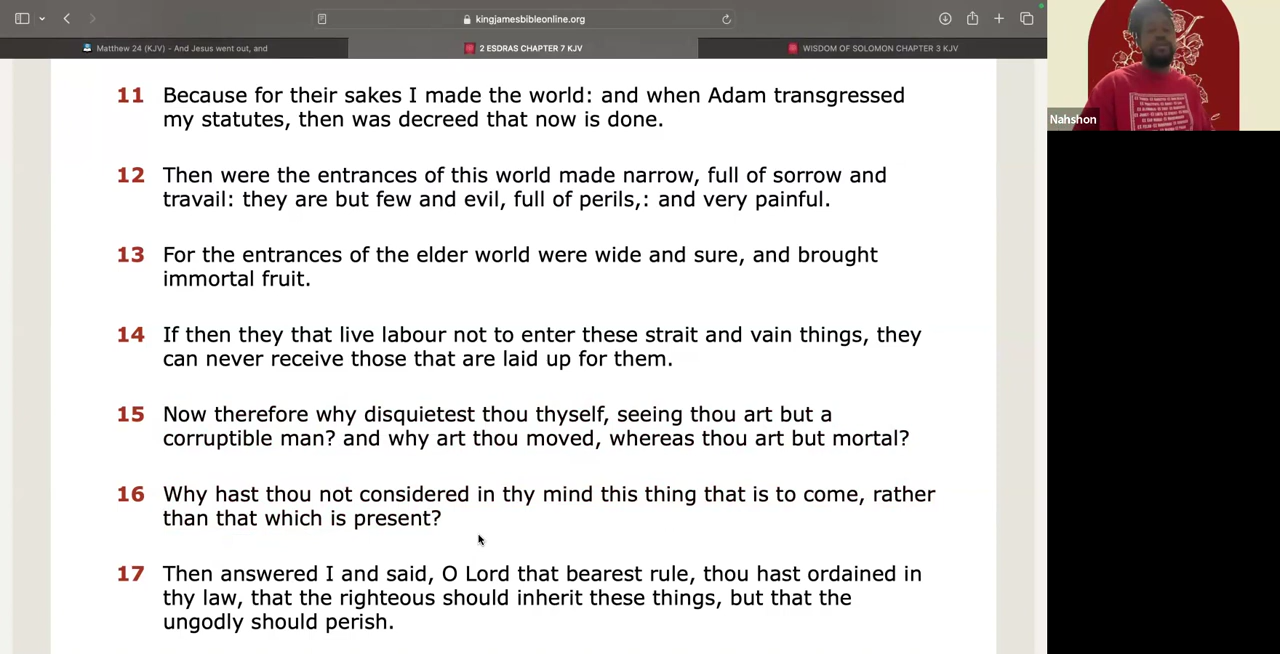 kingjamesbibleonline.org
Matthew 24 (KJV) - And Jesus went out, and
2 ESDRAS CHAPTER 7 KJV
WISDOM OF SOLOMON CHAPTER 3 KJV
Nahshon
11 Because for their sakes I made the world: and when Adam transgressed
my statutes, then was decreed that now is done.
12 Then were the entrances of this world made narrow, full of sorrow and
travail: they are but few and evil, full of perils,: and very painful.
13 For the entrances of the elder world were wide and sure, and brought
immortal fruit.
14 If then they that live labour not to enter these strait and vain things, they
can never receive those that are laid up for them.
15 Now therefore why disquietest thou thyself, seeing thou art but a
corruptible man? and why art thou moved, whereas thou art but mortal?
16 Why hast thou not considered in thy mind this thing that is to come, rather
than that which is present?
17 Then answered I and said, O Lord that bearest rule, thou hast ordained in
thy law, that the righteous should inherit these things, but that the
ungodly should perish.